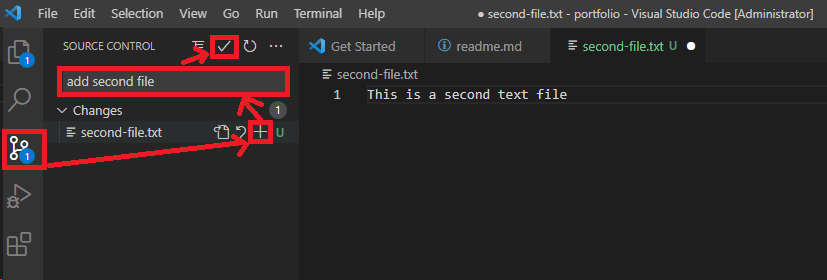 File Edit Selection View Go Run Terminal Help
second-file.txt - portfolio - Visual Studio Code [Administrator]
SOURCE CONTROL
Get Started
readme.md
second-file.txt U
1
add second file
second-file.txt
1 This is a second text file
Changes 1
second-file.txt U
1